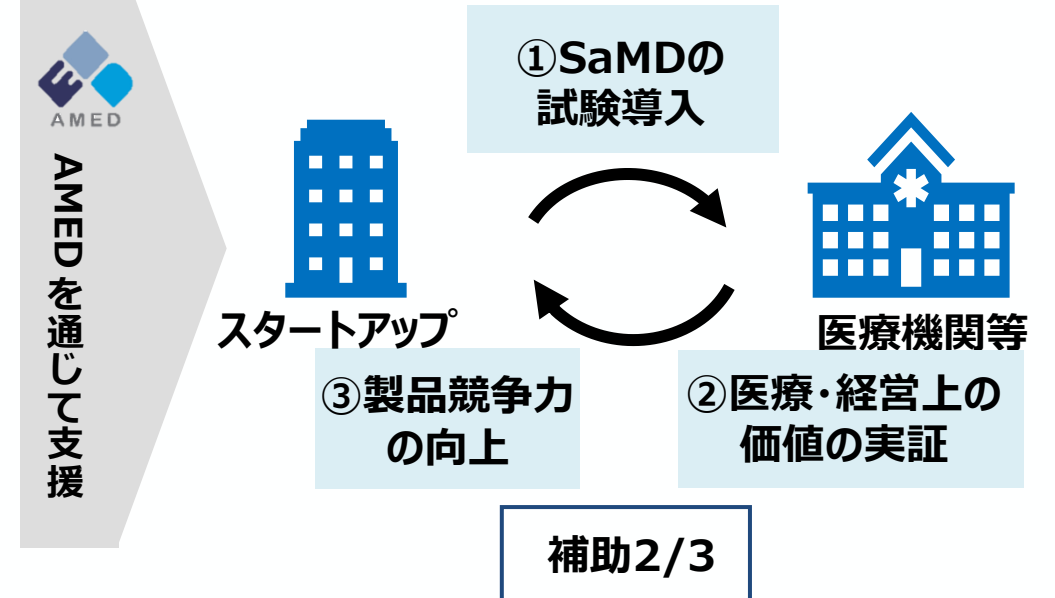 AMED
AMEDを通じて支援
①SaMDの
試験導入
スタートアップ
医療機関等
②医療・経営上の
価値の実証
③製品競争力
の向上
補助2/3